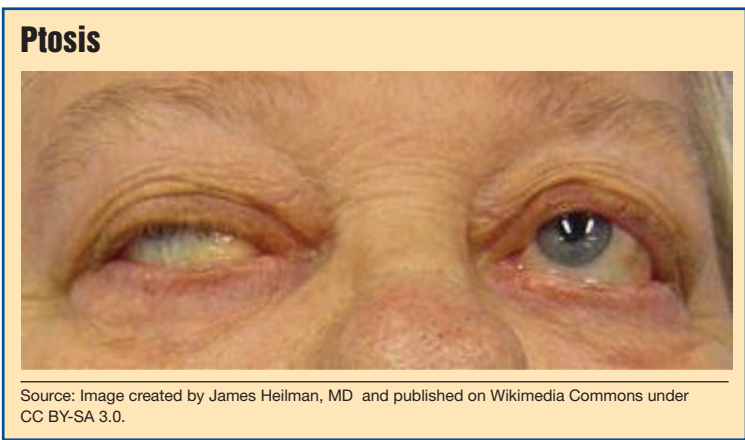 Ptosis
Source: Image created by James Heilman, MD and published on Wikimedia Commons under
CC BY-SA 3.0.